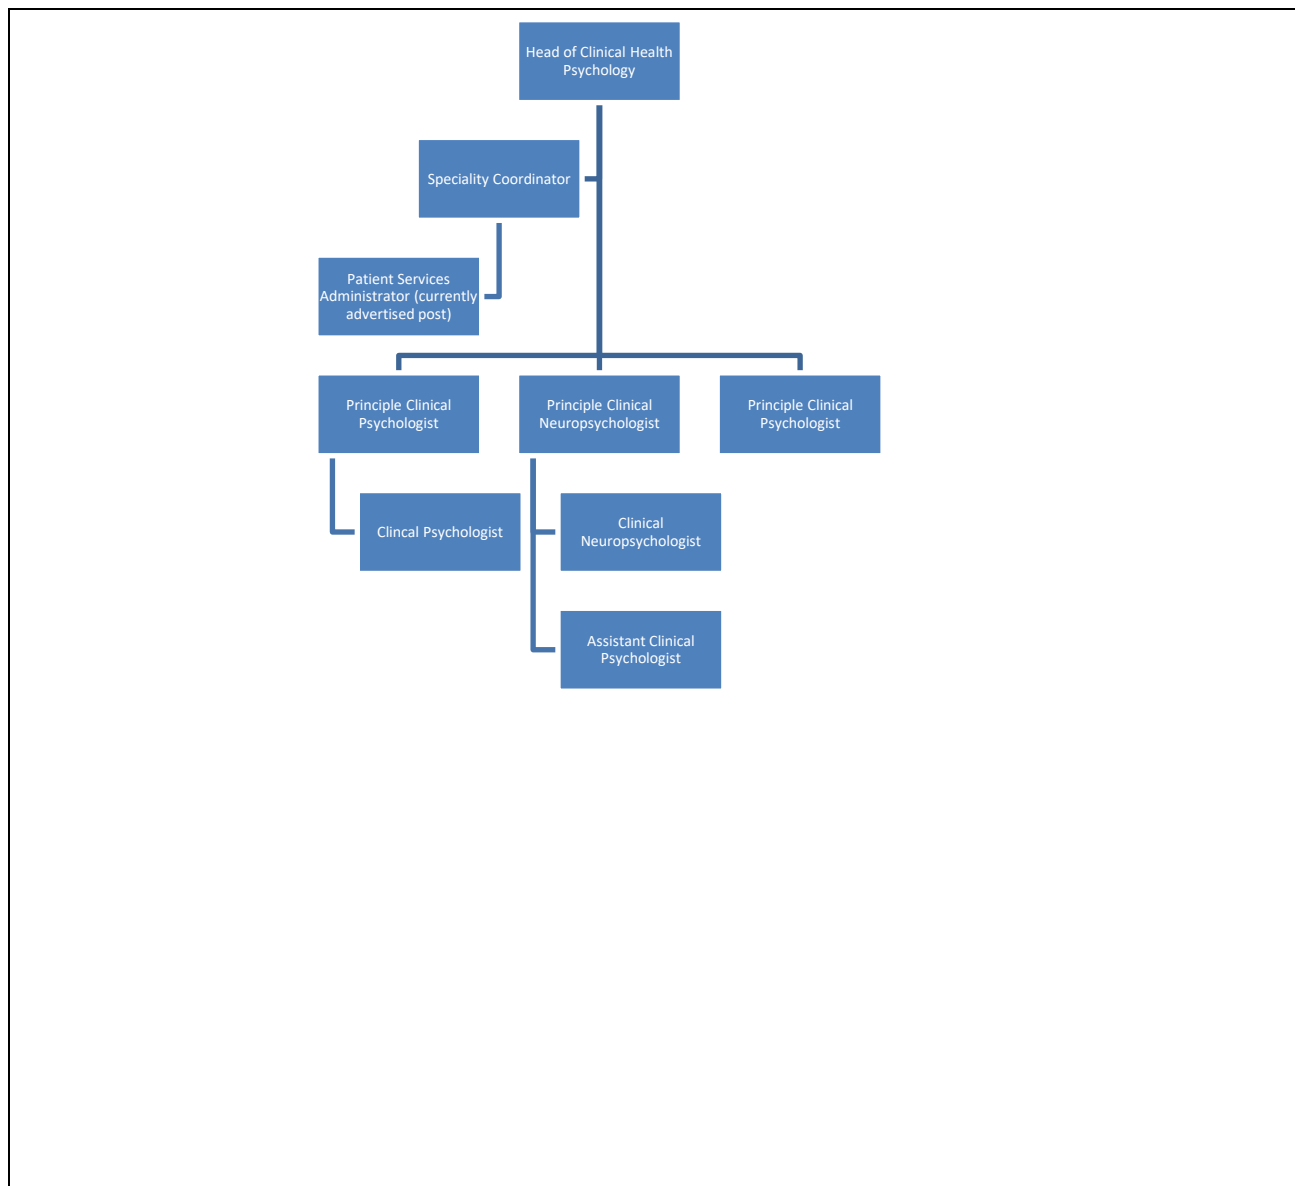 Head of Clinical Health
Psychology
Speciality Coordinator
Patient Services
Administrator (currently
advertised post)
Principle Clinical
Psychologist
Principle Clinical
Neuropsychologist
Principle Clinical
Psychologist
Clincal Psychologist
Clinical
Neuropsychologist
Assistant Clinical
Psychologist